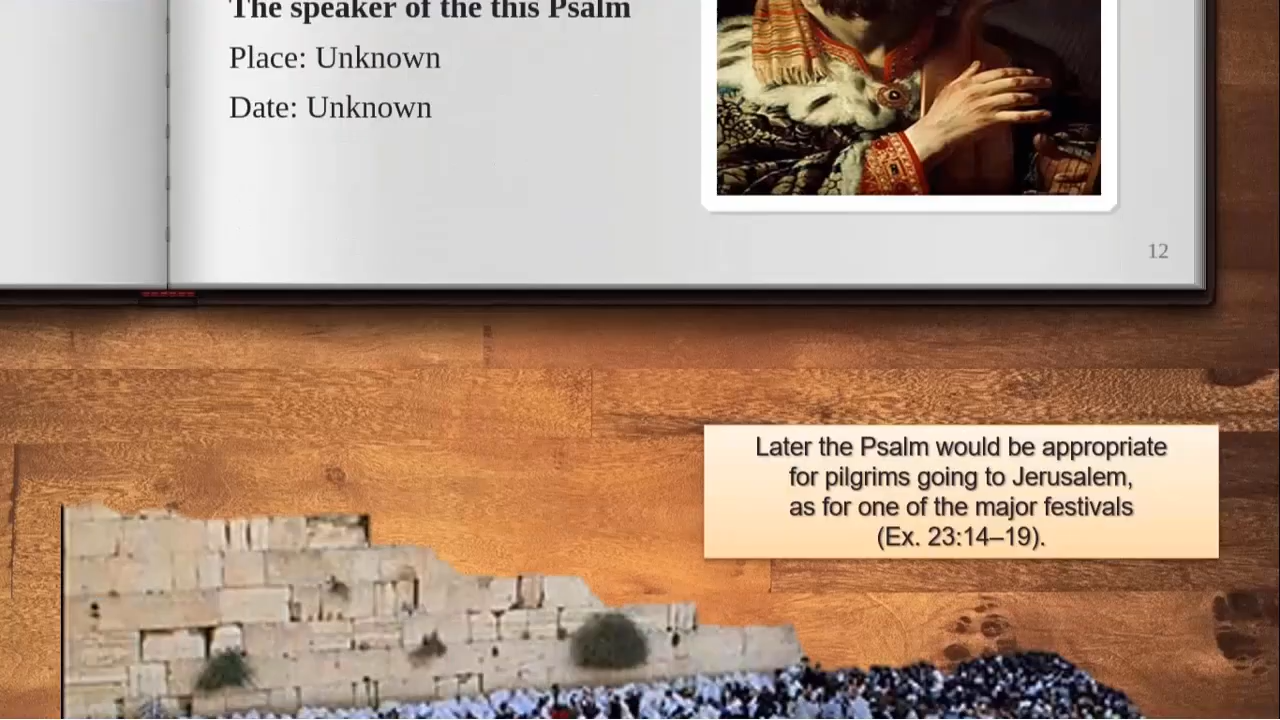 The speaker of the this Psalm
Place: Unknown
Date: Unknown
12
Later the Psalm would be appropriate
for pilgrims going to Jerusalem,
as for one of the major festivals
(Ex. 23:14–19).